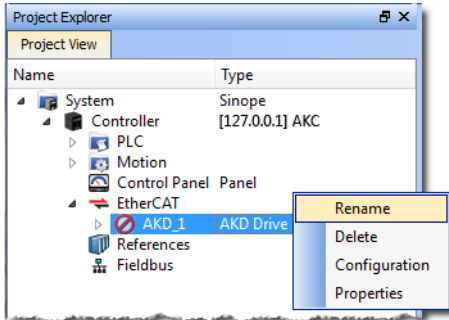 Project Explorer
Project View
Name Type
System Sinope
Controller [127.0.0.1] AKC
PLC
Motion
Control Panel Panel
EtherCAT
AKD_1 AKD Drive
References
Fieldbus
Rename
Delete
Configuration
Properties